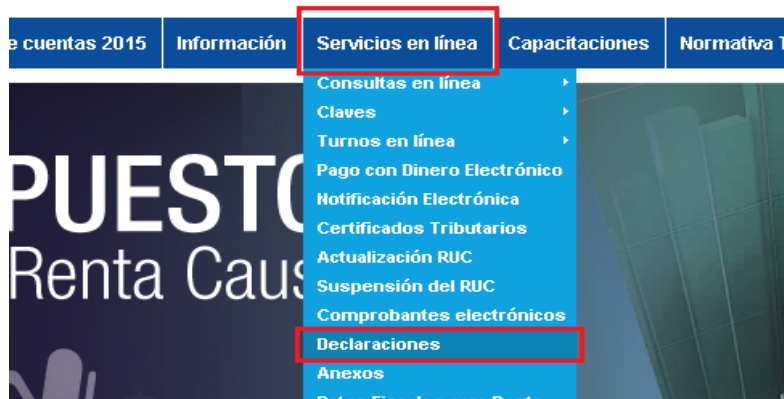 e cuentas 2015 Información Servicios en línea Capacitaciones Normativa T
Consultas en línea
Claves
Turnos en línea
Pago con Dinero Electrónico
Notificación Electrónica
Certificados Tributarios
Actualización RUC
Suspensión del RUC
Comprobantes electrónicos
Declaraciones
Anexos
PUESTO
Renta Caus